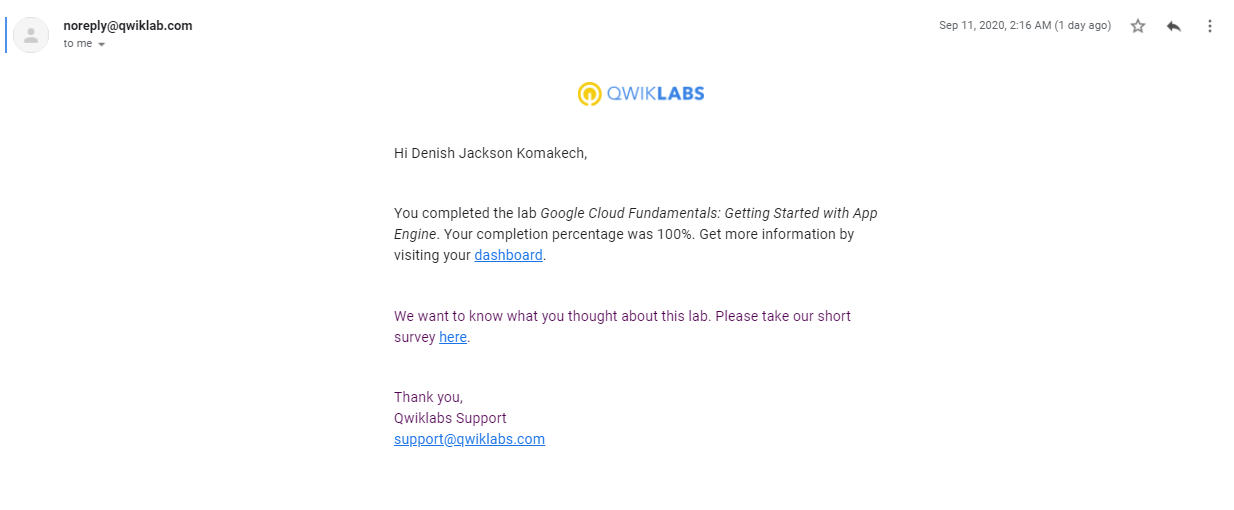 noreply@qwiklab.com
Sep 11, 2020, 2:16 AM (1 day ago)
to me
QWIKLABS
Hi Denish Jackson Komakech,
You completed the lab Google Cloud Fundamentals: Getting Started with App
Engine. Your completion percentage was 100%. Get more information by
visiting your dashboard.
We want to know what you thought about this lab. Please take our short
survey here.
Thank you,
Qwiklabs Support
support@qwiklabs.com